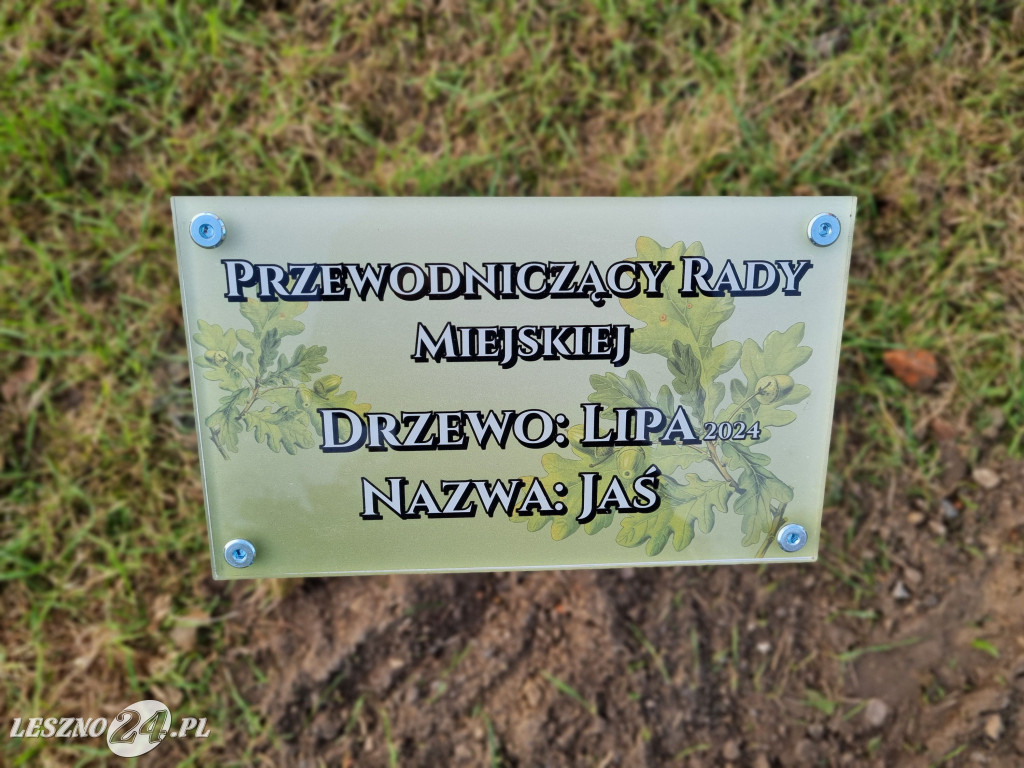 Przewodniczący Rady
Miejskiej
Drzewo: Lipa 2024
Nazwa: Jaś
LESZNO24.PL